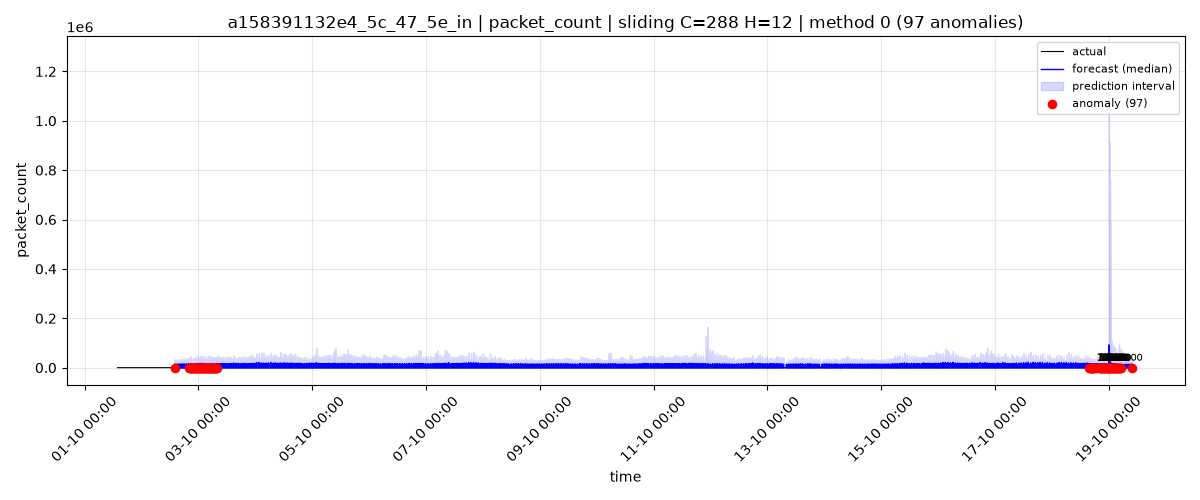 a158391132e4_5c_47_5e_in | packet_count | sliding C=288 H=12 | method 0 (97 anomalies)
1e6
actual
forecast (median)
prediction interval
anomaly (97)
1.2
1.0
0.8
0.6
0.4
0.2
0.0
packet_count
01-10 00:00
03-10 00:00
05-10 00:00
07-10 00:00
09-10 00:00
11-10 00:00
13-10 00:00
15-10 00:00
17-10 00:00
19-10 00:00
time